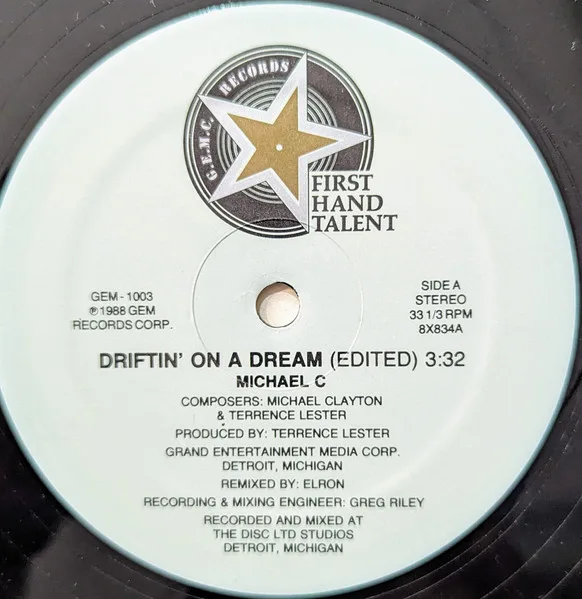 G.E.M.C. RECORDS
FIRST
HAND
TALENT
GEM - 1003
℗ 1988 GEM
RECORDS CORP.
SIDE A
STEREO
33 1/3 RPM
8X834A
DRIFTIN' ON A DREAM (EDITED) 3:32
MICHAEL C
COMPOSERS: MICHAEL CLAYTON
& TERRENCE LESTER
PRODUCED BY: TERRENCE LESTER
GRAND ENTERTAINMENT MEDIA CORP.
DETROIT, MICHIGAN
REMIXED BY: ELRON
RECORDING & MIXING ENGINEER: GREG RILEY
RECORDED AND MIXED AT
THE DISC LTD STUDIOS
DETROIT, MICHIGAN